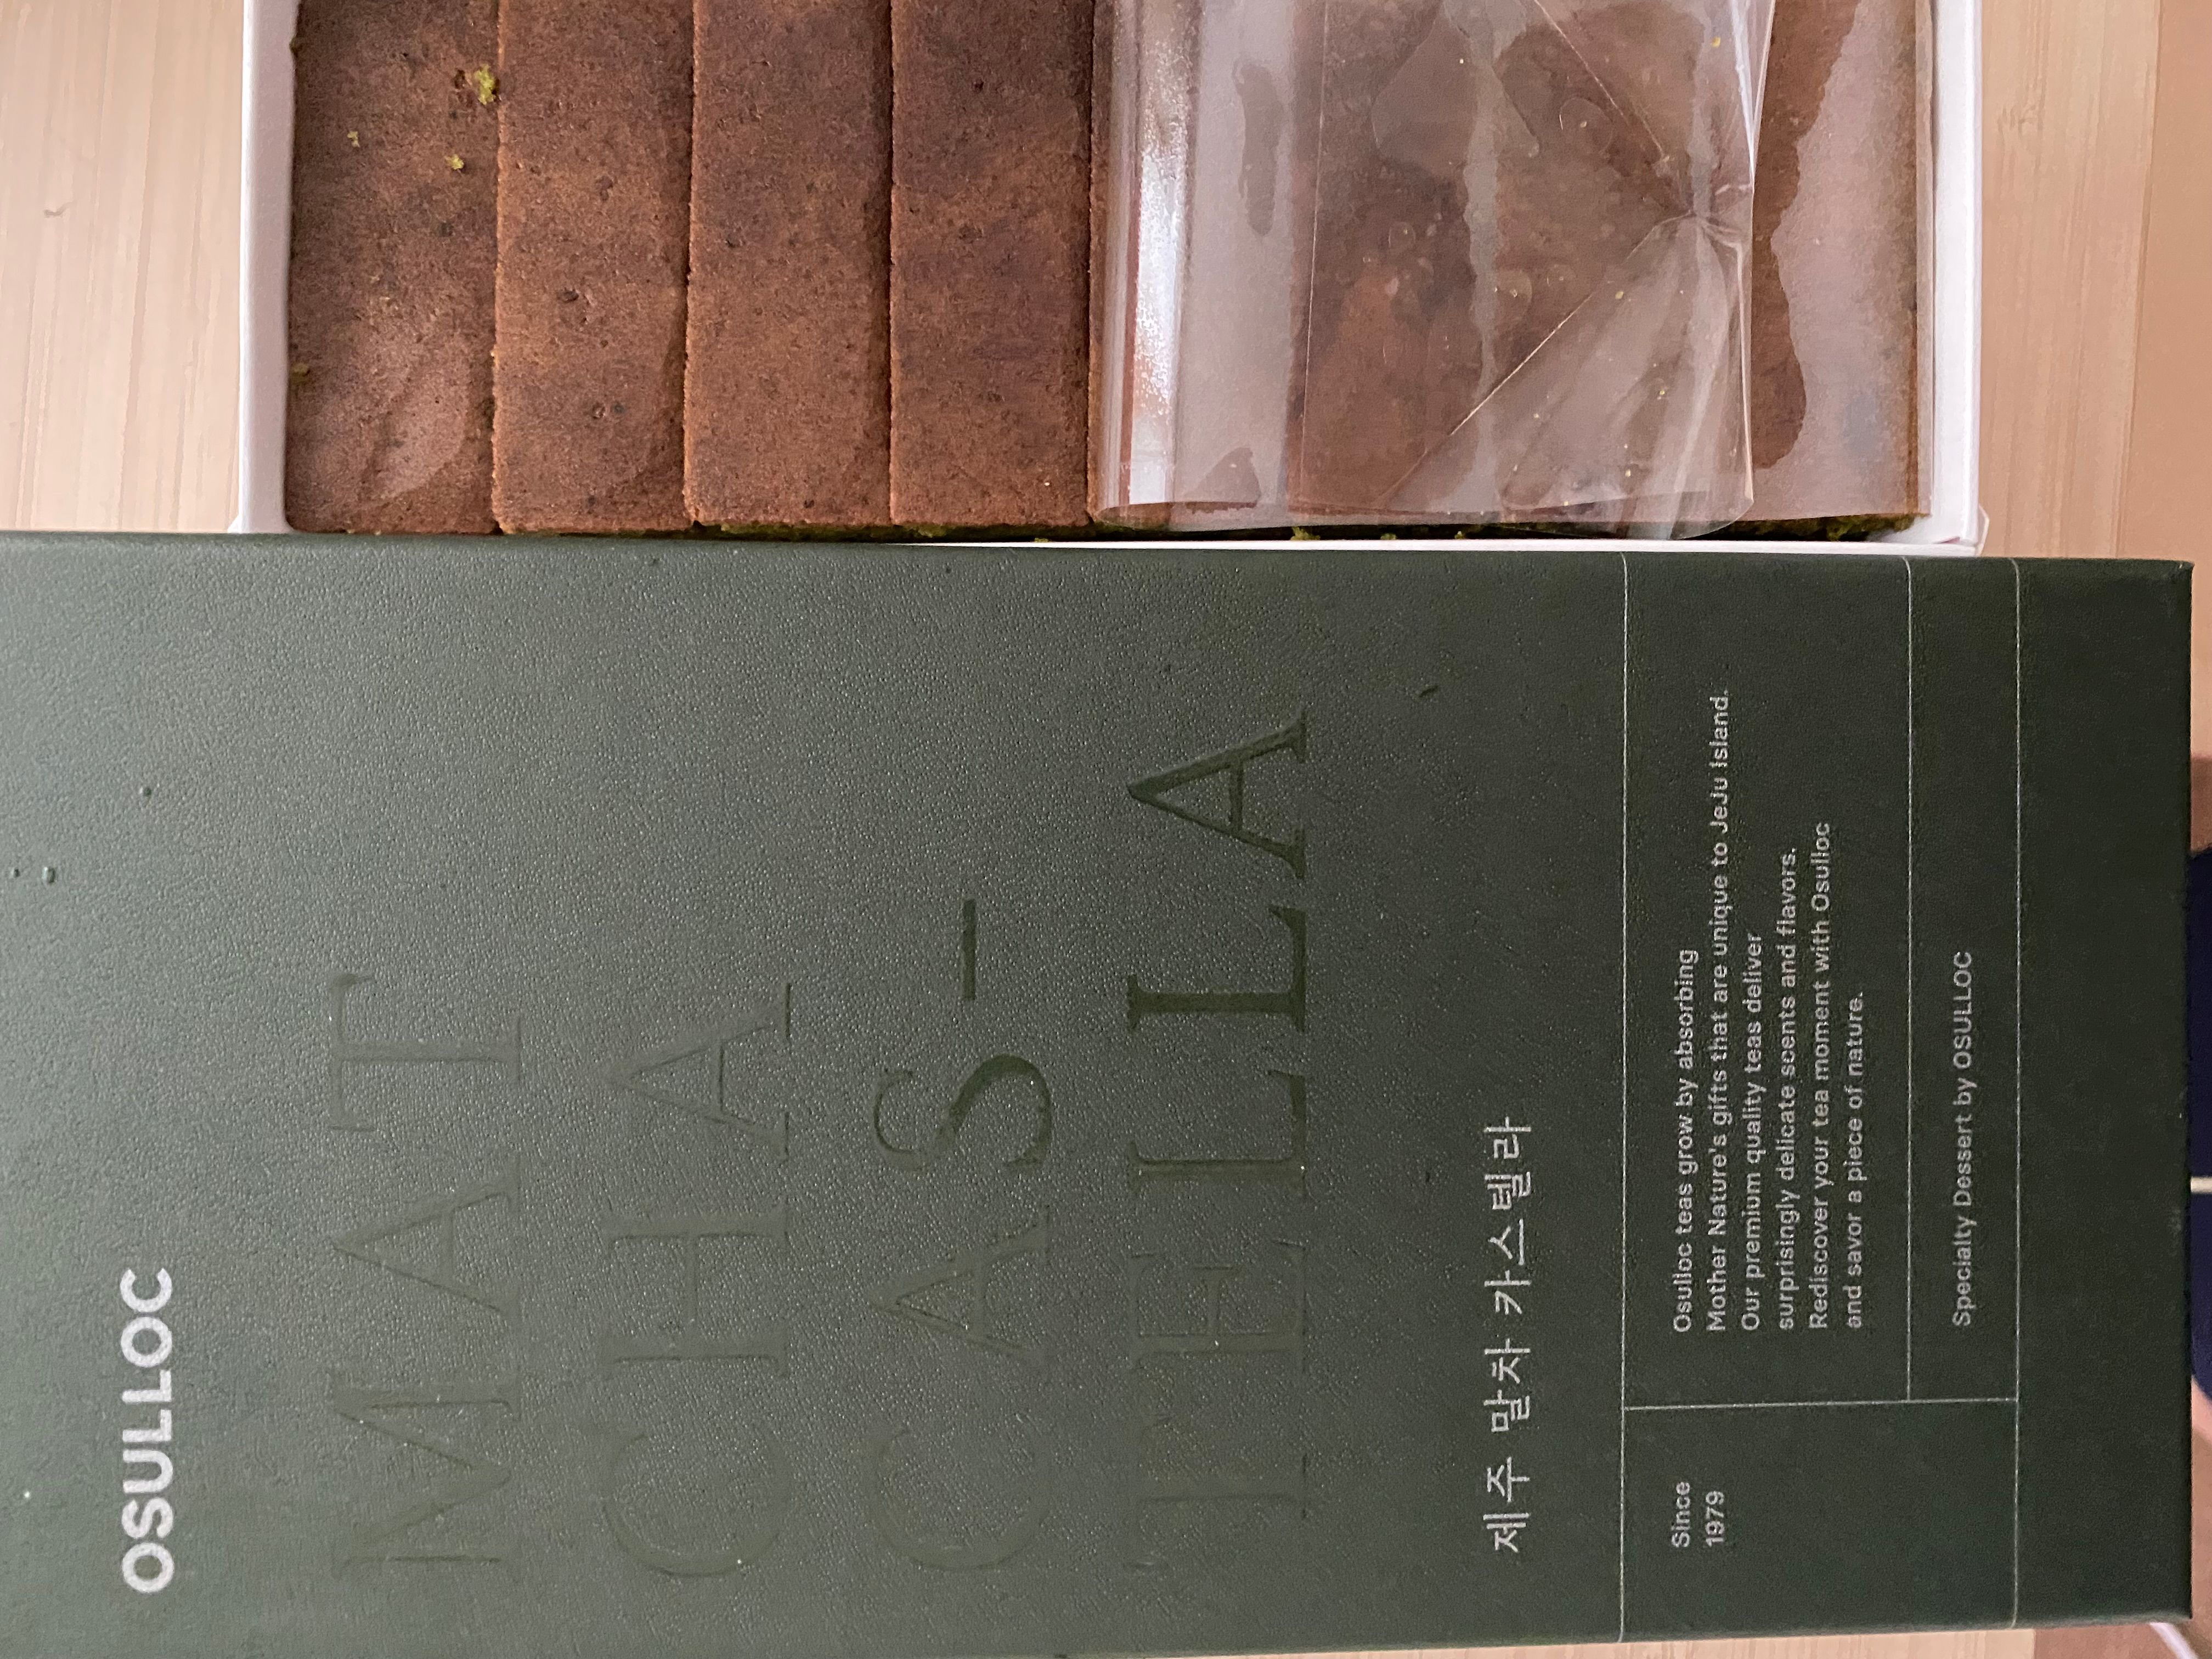 OSULLOC
MAT
CHA
CAS-
TELLA
제주 말차 카스텔라
Since
1979
Osulloc teas grow by absorbing
Mother Nature's gifts that are unique to Jeju Island.
Our premium quality teas deliver
surprisingly delicate scents and flavors.
Rediscover your tea moment with Osulloc
and savor a piece of nature.
Specialty Dessert by OSULLOC